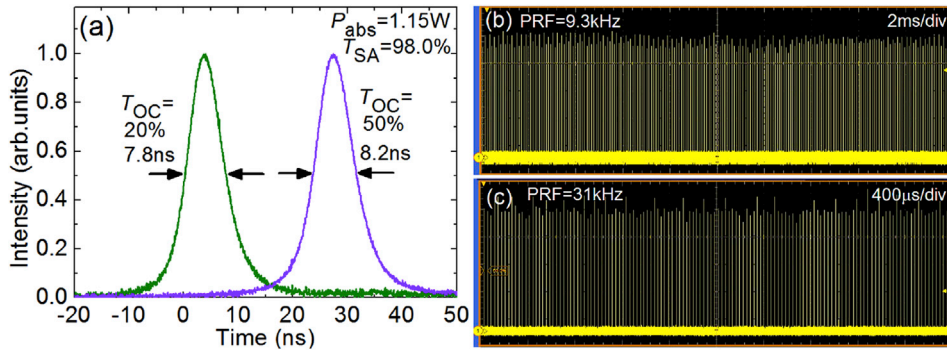 (a)
P_abs=1.15W
T_SA=98.0%
T_OC=
20%
7.8ns
T_OC=
50%
8.2ns
Intensity (arb.units)
1.0
0.8
0.6
0.4
0.2
0.0
-20 -10 0 10 20 30 40 50
Time (ns)
(b) PRF=9.3kHz 2ms/div
(c) PRF=31kHz 400μs/div